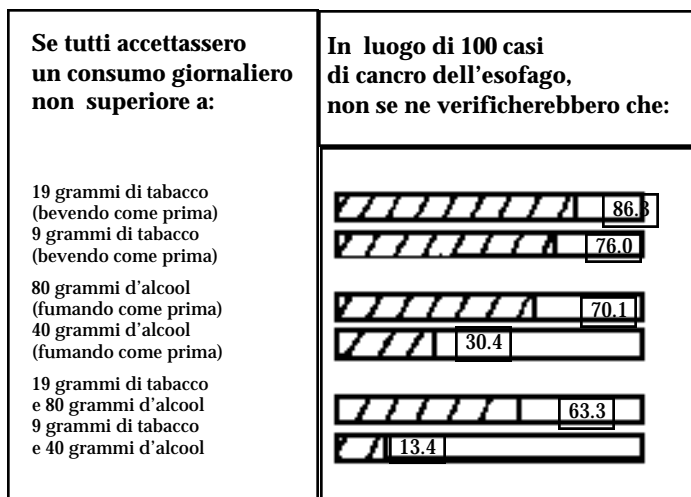 Se tutti accettassero
un consumo giornaliero
non superiore a:
In luogo di 100 casi
di cancro dell'esofago,
non se ne verificherebbero che:
19 grammi di tabacco
(bevendo come prima)
86.3
9 grammi di tabacco
(bevendo come prima)
76.0
80 grammi d'alcool
(fumando come prima)
70.1
40 grammi d'alcool
(fumando come prima)
30.4
19 grammi di tabacco
e 80 grammi d'alcool
63.3
9 grammi di tabacco
e 40 grammi d'alcool
13.4